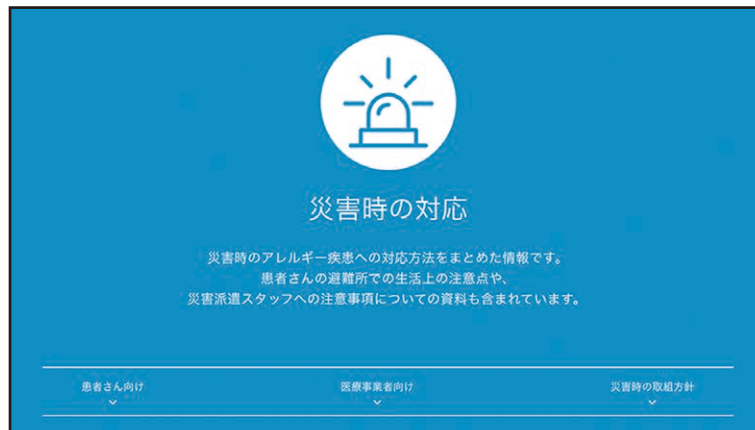 災害時の対応
災害時のアレルギー疾患への対応方法をまとめた情報です。
患者さんの避難所での生活上の注意点や、
災害派遣スタッフへの注意事項についての資料も含まれています。
患者さん向け
医療事業者向け
災害時の取組方針